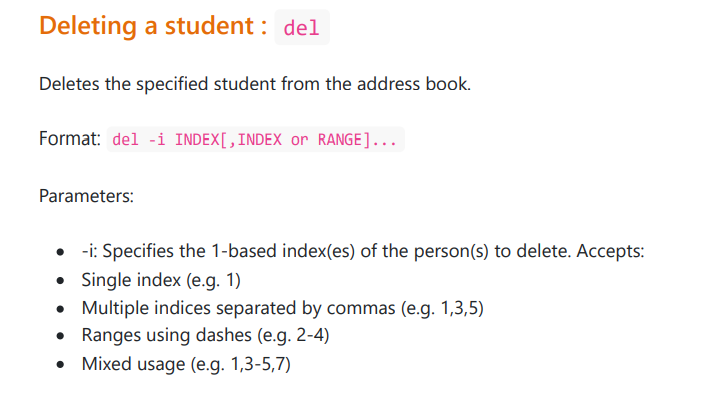 Deleting a student : del
Deletes the specified student from the address book.
Format: del -i INDEX[,INDEX or RANGE]...
Parameters:
• -i: Specifies the 1-based index(es) of the person(s) to delete. Accepts:
• Single index (e.g. 1)
• Multiple indices separated by commas (e.g. 1,3,5)
• Ranges using dashes (e.g. 2-4)
• Mixed usage (e.g. 1,3-5,7)